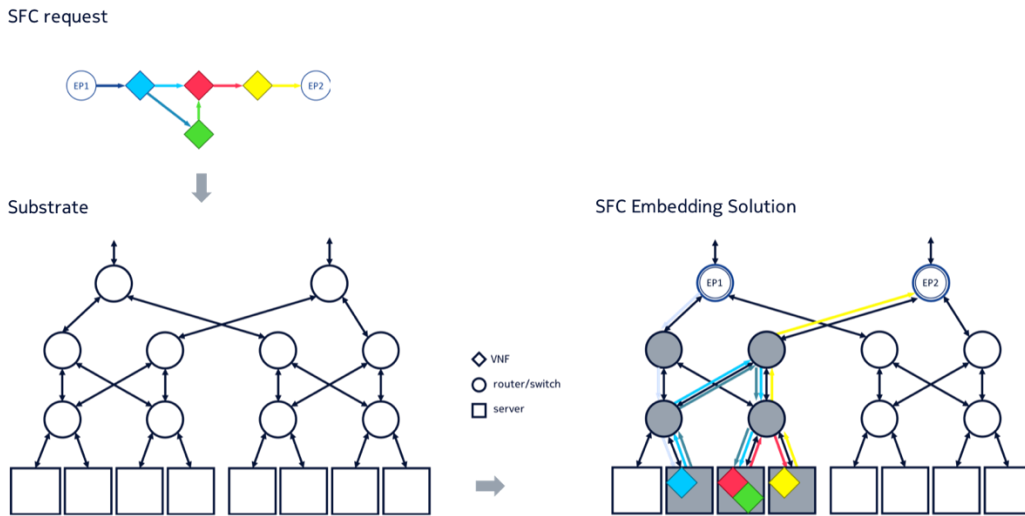 SFC request
EP1
EP2
Substrate
SFC Embedding Solution
EP1
EP2
VNF
router/switch
server